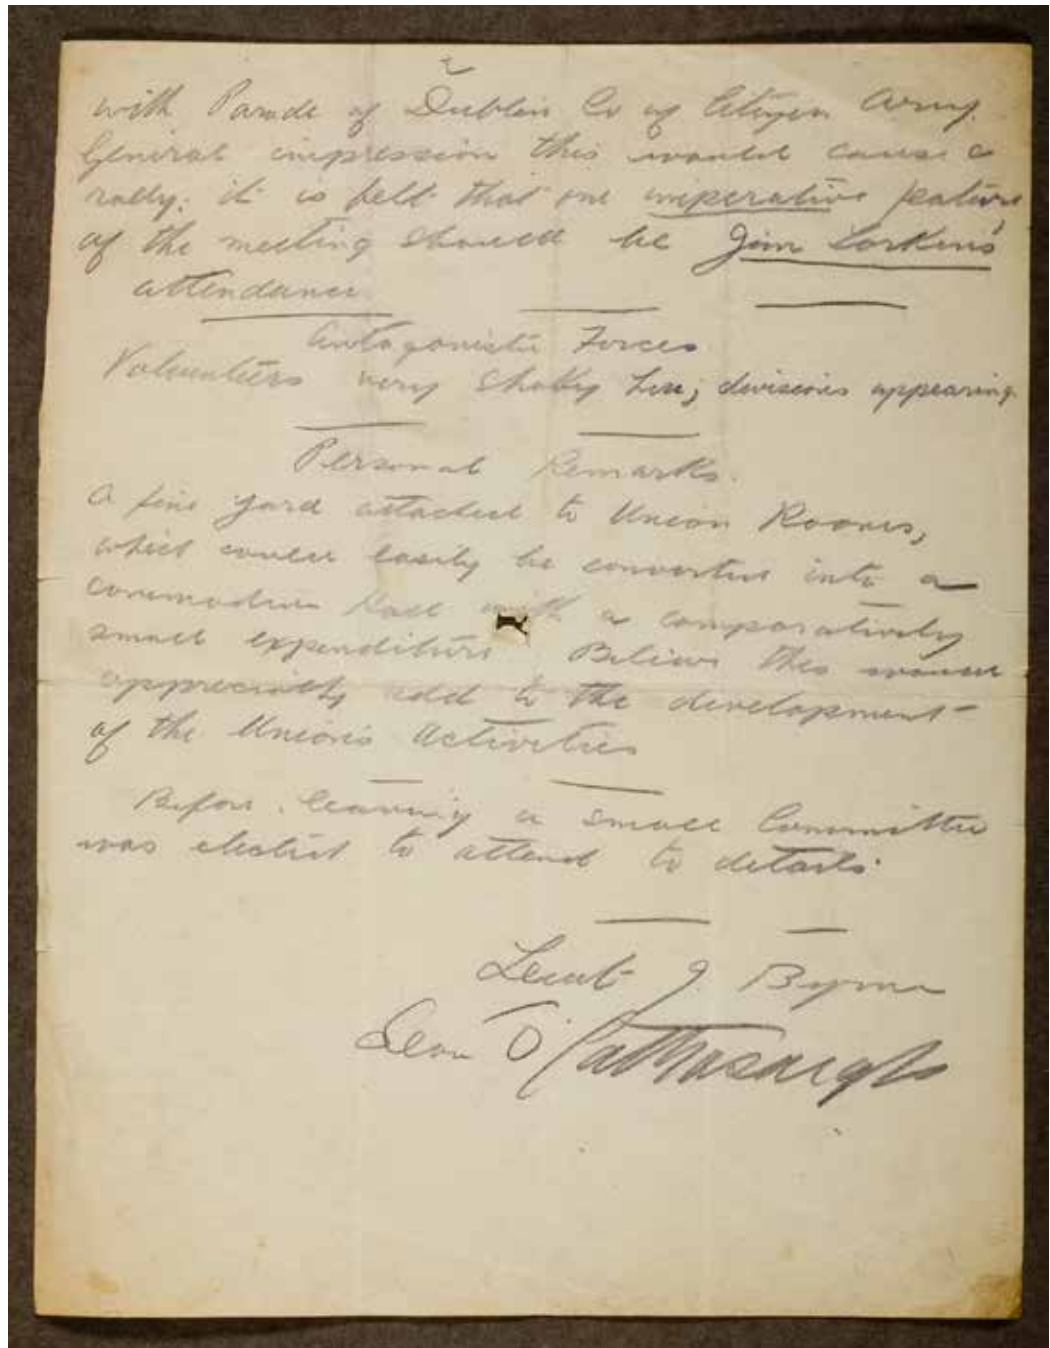 2
with Parade of Dublin Co of Citizen Army.
General impression this would cause a
rally; it is felt that one imperative feature
of the meeting should be Jim Larkin's
attendance.
Antagonistic Forces
Volunteers very shaky here; divisions appearing.
Personal Remarks.
A fine yard attached to Union Rooms,
which could easily be converted into a
commodious Hall with a comparatively
small expenditure Believe this would
appreciably add to the development
of the Union's Activities
Before leaving a small Committee
was elected to attend to details.
Lieut J. Byrne
Sean O'Cathasaigh